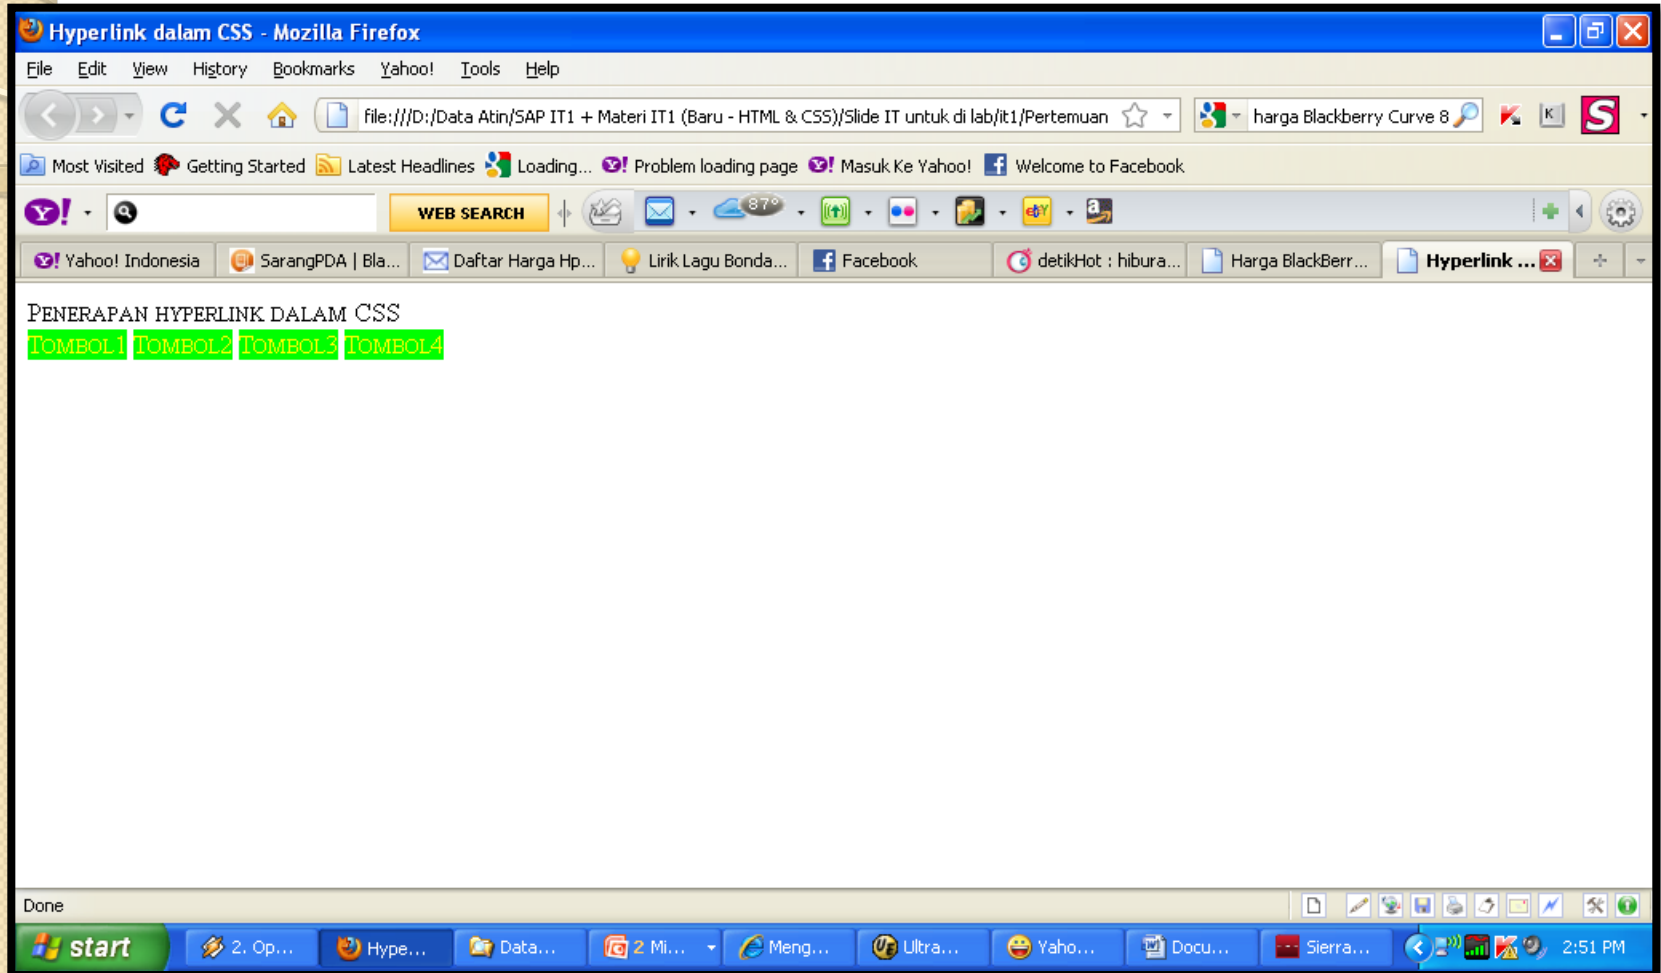 Hyperlink dalam CSS - Mozilla Firefox
File Edit View History Bookmarks Yahoo! Tools Help
file:///D:/Data Atin/SAP IT1 + Materi IT1 (Baru - HTML & CSS)/Slide IT untuk di lab/it1/Pertemuan harga Blackberry Curve 8 K S
Most Visited Getting Started Latest Headlines Loading... Problem loading page Masuk Ke Yahoo! Welcome to Facebook
Y! WEB SEARCH 87° ebY a
Yahoo! Indonesia SarangPDA | Bla... Daftar Harga Hp... Lirik Lagu Bonda... Facebook detikHot : hibura... Harga BlackBerr... Hyperlink ...
Penerapan hyperlink dalam CSS
Tombol1 Tombol2 Tombol3 Tombol4
Done
start 2. Op... Hype... Data... 2 Mi... Meng... Ultra... Yaho... Docu... Sierra... 2:51 PM